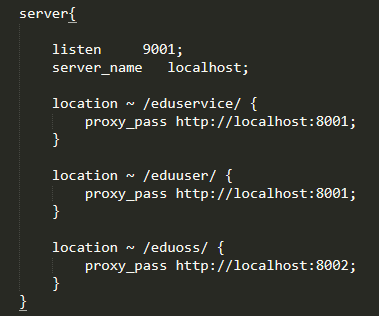 server{
listen 9001;
server_name localhost;
location ~ /eduservice/ {
proxy_pass http://localhost:8001;
}
location ~ /eduuser/ {
proxy_pass http://localhost:8001;
}
location ~ /eduoss/ {
proxy_pass http://localhost:8002;
}
}